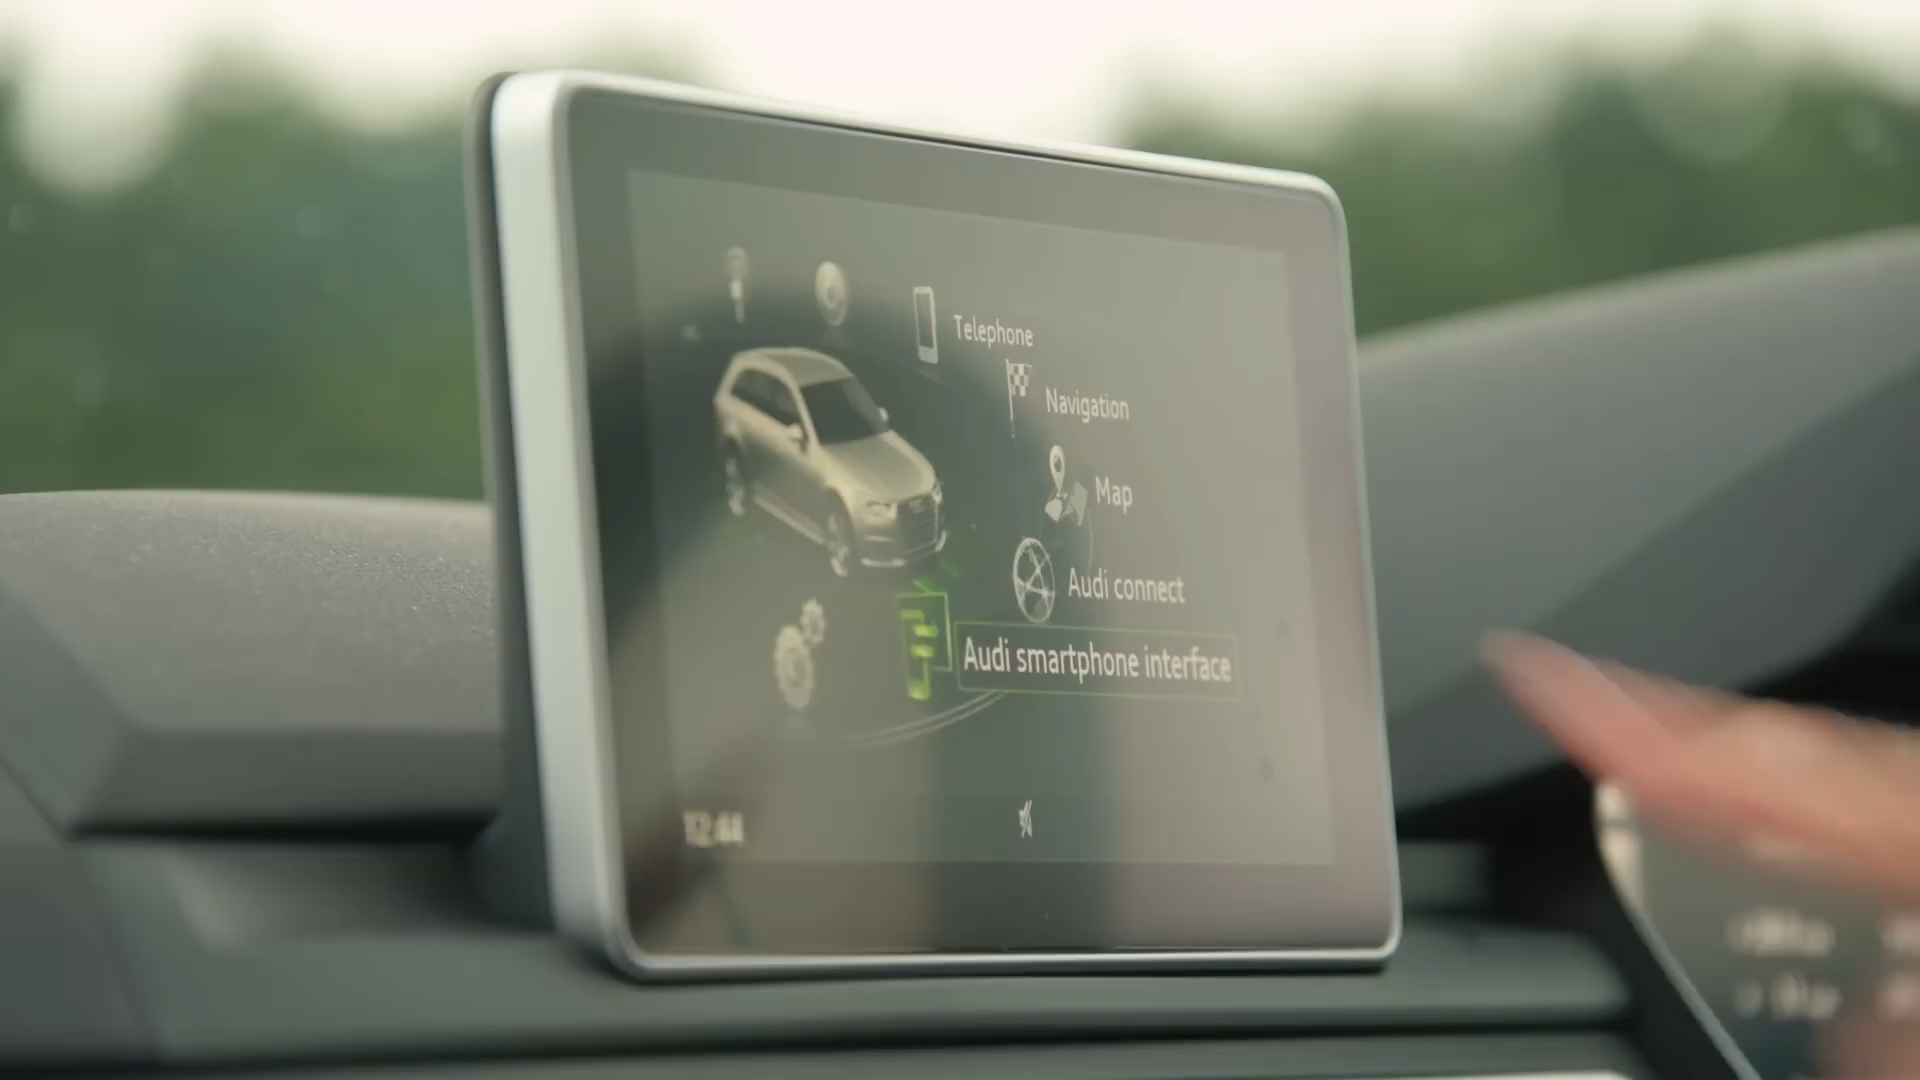 Telephone
Navigation
Map
Audi connect
Audi smartphone interface
12:44